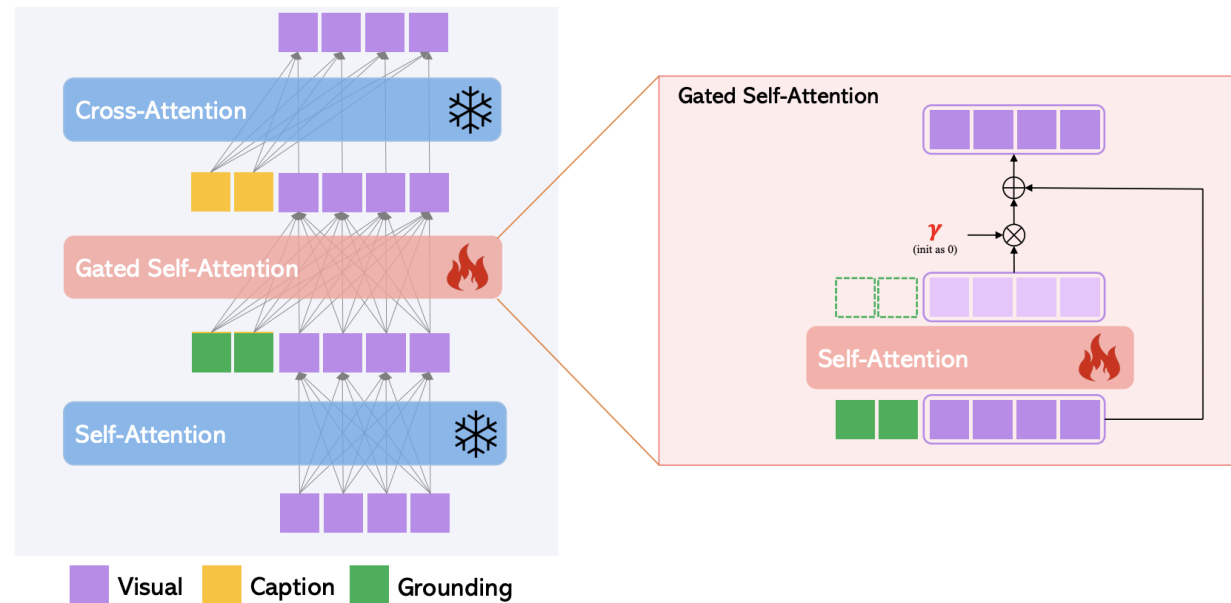 Cross-Attention
Gated Self-Attention
Self-Attention
Visual
Caption
Grounding
Gated Self-Attention
γ
(init as 0)
Self-Attention